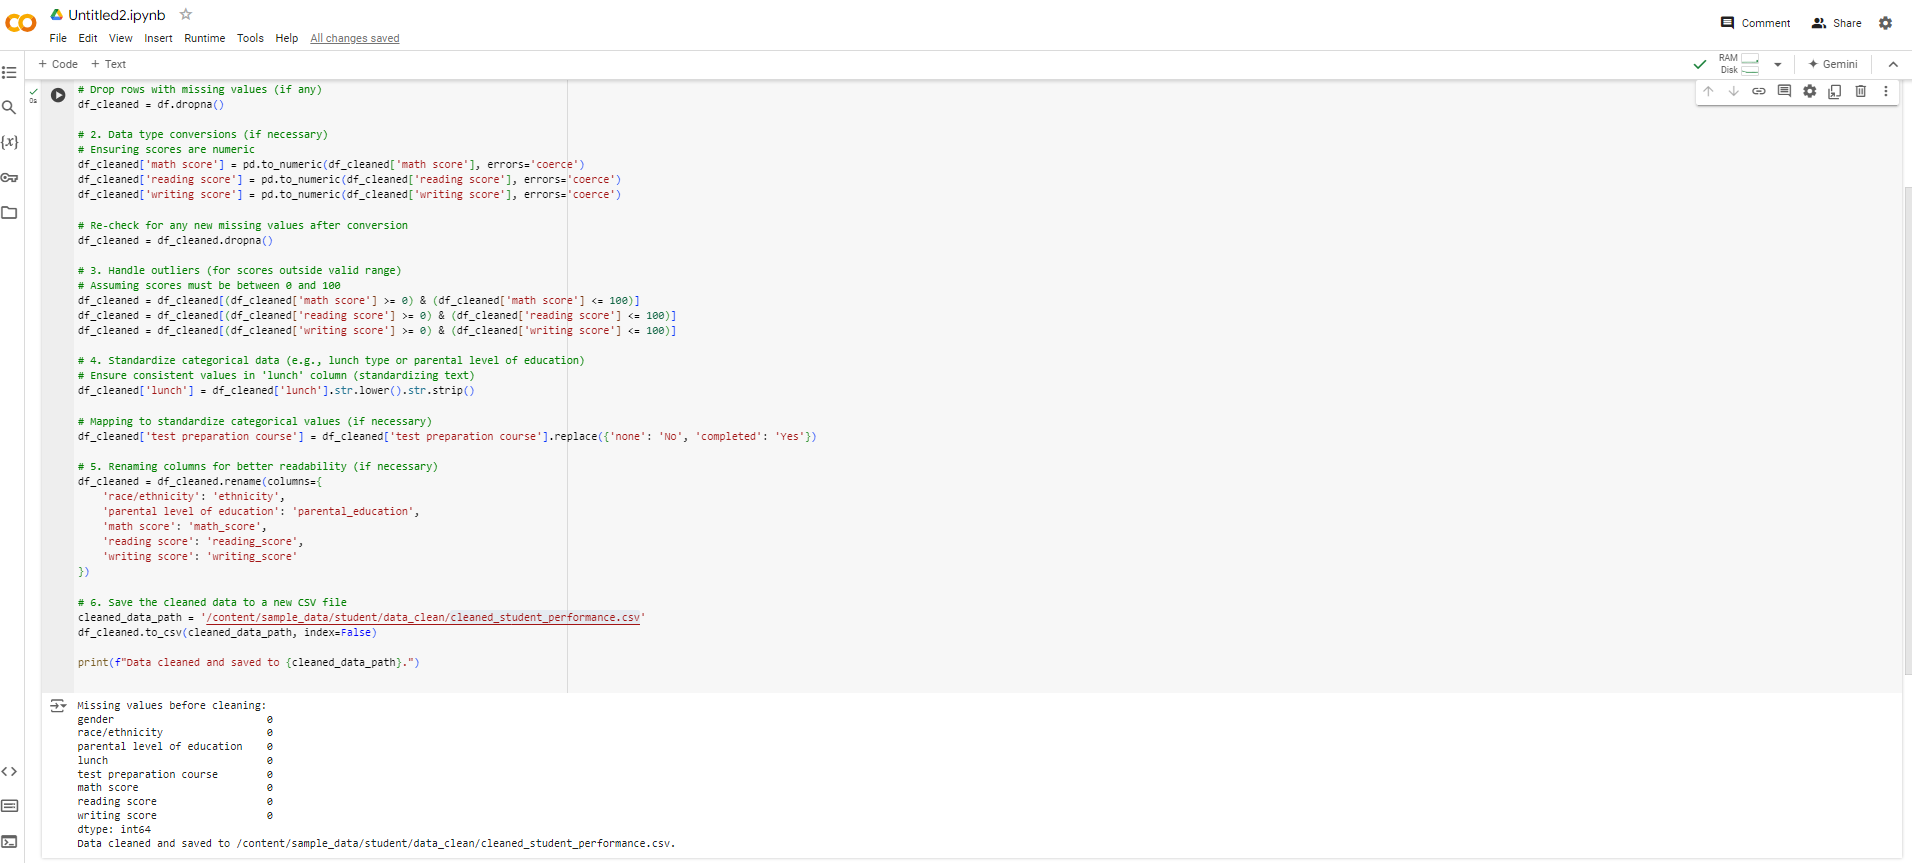 Untitled2.ipynb
Comment
Share
File Edit View Insert Runtime Tools Help All changes saved
+ Code + Text
RAM
Disk
Gemini
0s
# Drop rows with missing values (if any)
df_cleaned = df.dropna()
# 2. Data type conversions (if necessary)
# Ensuring scores are numeric
df_cleaned['math score'] = pd.to_numeric(df_cleaned['math score'], errors='coerce')
df_cleaned['reading score'] = pd.to_numeric(df_cleaned['reading score'], errors='coerce')
df_cleaned['writing score'] = pd.to_numeric(df_cleaned['writing score'], errors='coerce')
# Re-check for any new missing values after conversion
df_cleaned = df_cleaned.dropna()
# 3. Handle outliers (for scores outside valid range)
# Assuming scores must be between 0 and 100
df_cleaned = df_cleaned[(df_cleaned['math score'] >= 0) & (df_cleaned['math score'] <= 100)]
df_cleaned = df_cleaned[(df_cleaned['reading score'] >= 0) & (df_cleaned['reading score'] <= 100)]
df_cleaned = df_cleaned[(df_cleaned['writing score'] >= 0) & (df_cleaned['writing score'] <= 100)]
# 4. Standardize categorical data (e.g., lunch type or parental level of education)
# Ensure consistent values in 'lunch' column (standardizing text)
df_cleaned['lunch'] = df_cleaned['lunch'].str.lower().str.strip()
# Mapping to standardize categorical values (if necessary)
df_cleaned['test preparation course'] = df_cleaned['test preparation course'].replace({'none': 'No', 'completed': 'Yes'})
# 5. Renaming columns for better readability (if necessary)
df_cleaned = df_cleaned.rename(columns={
'race/ethnicity': 'ethnicity',
'parental level of education': 'parental_education',
'math score': 'math_score',
'reading score': 'reading_score',
'writing score': 'writing_score'
})
# 6. Save the cleaned data to a new CSV file
cleaned_data_path = '/content/sample_data/student/data_clean/cleaned_student_performance.csv'
df_cleaned.to_csv(cleaned_data_path, index=False)
print(f"Data cleaned and saved to {cleaned_data_path}.")
Missing values before cleaning:
gender 0
race/ethnicity 0
parental level of education 0
lunch 0
test preparation course 0
math score 0
reading score 0
writing score 0
dtype: int64
Data cleaned and saved to /content/sample_data/student/data_clean/cleaned_student_performance.csv.